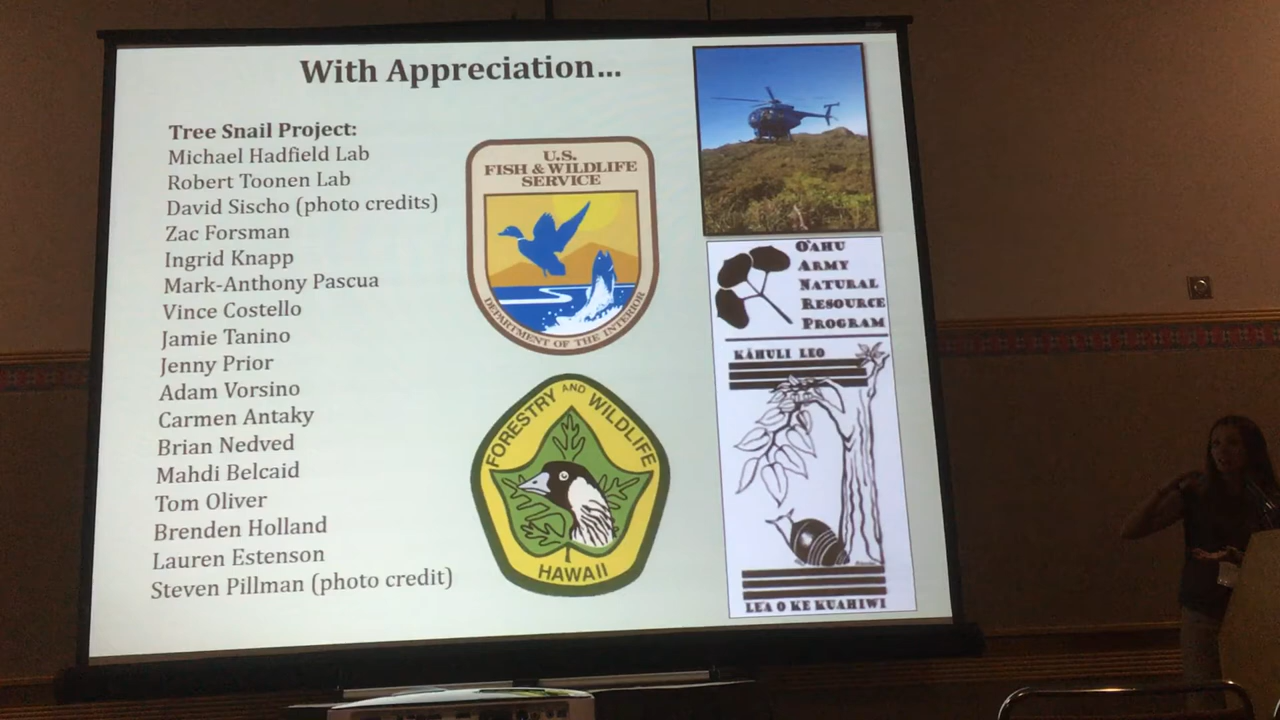 With Appreciation...
Tree Snail Project:
Michael Hadfield Lab
Robert Toonen Lab
David Sischo (photo credits)
Zac Forsman
Ingrid Knapp
Mark-Anthony Pascua
Vince Costello
Jamie Tanino
Jenny Prior
Adam Vorsino
Carmen Antaky
Brian Nedved
Mahdi Belcaid
Tom Oliver
Brenden Holland
Lauren Estenson
Steven Pillman (photo credit)
U.S.
FISH & WILDLIFE
SERVICE
DEPARTMENT OF THE INTERIOR
FORESTRY AND WILDLIFE
HAWAII
O'AHU
ARMY
NATURAL
RESOURCE
PROGRAM
KĀHULI LEO
LEA O KE KUAHIWI